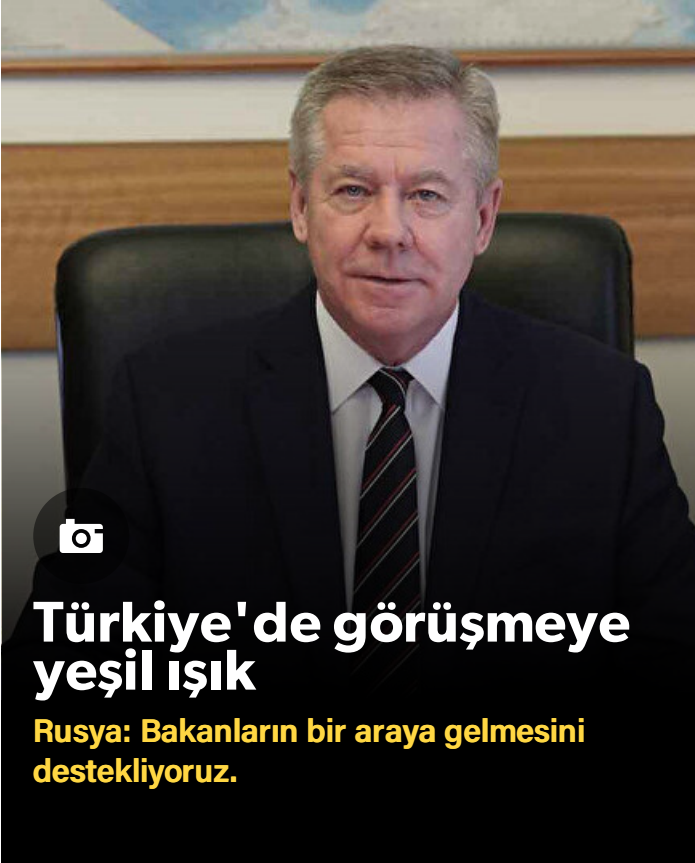 Türkiye'de görüşmeye
yeşil ışık
Rusya: Bakanların bir araya gelmesini
destekliyoruz.